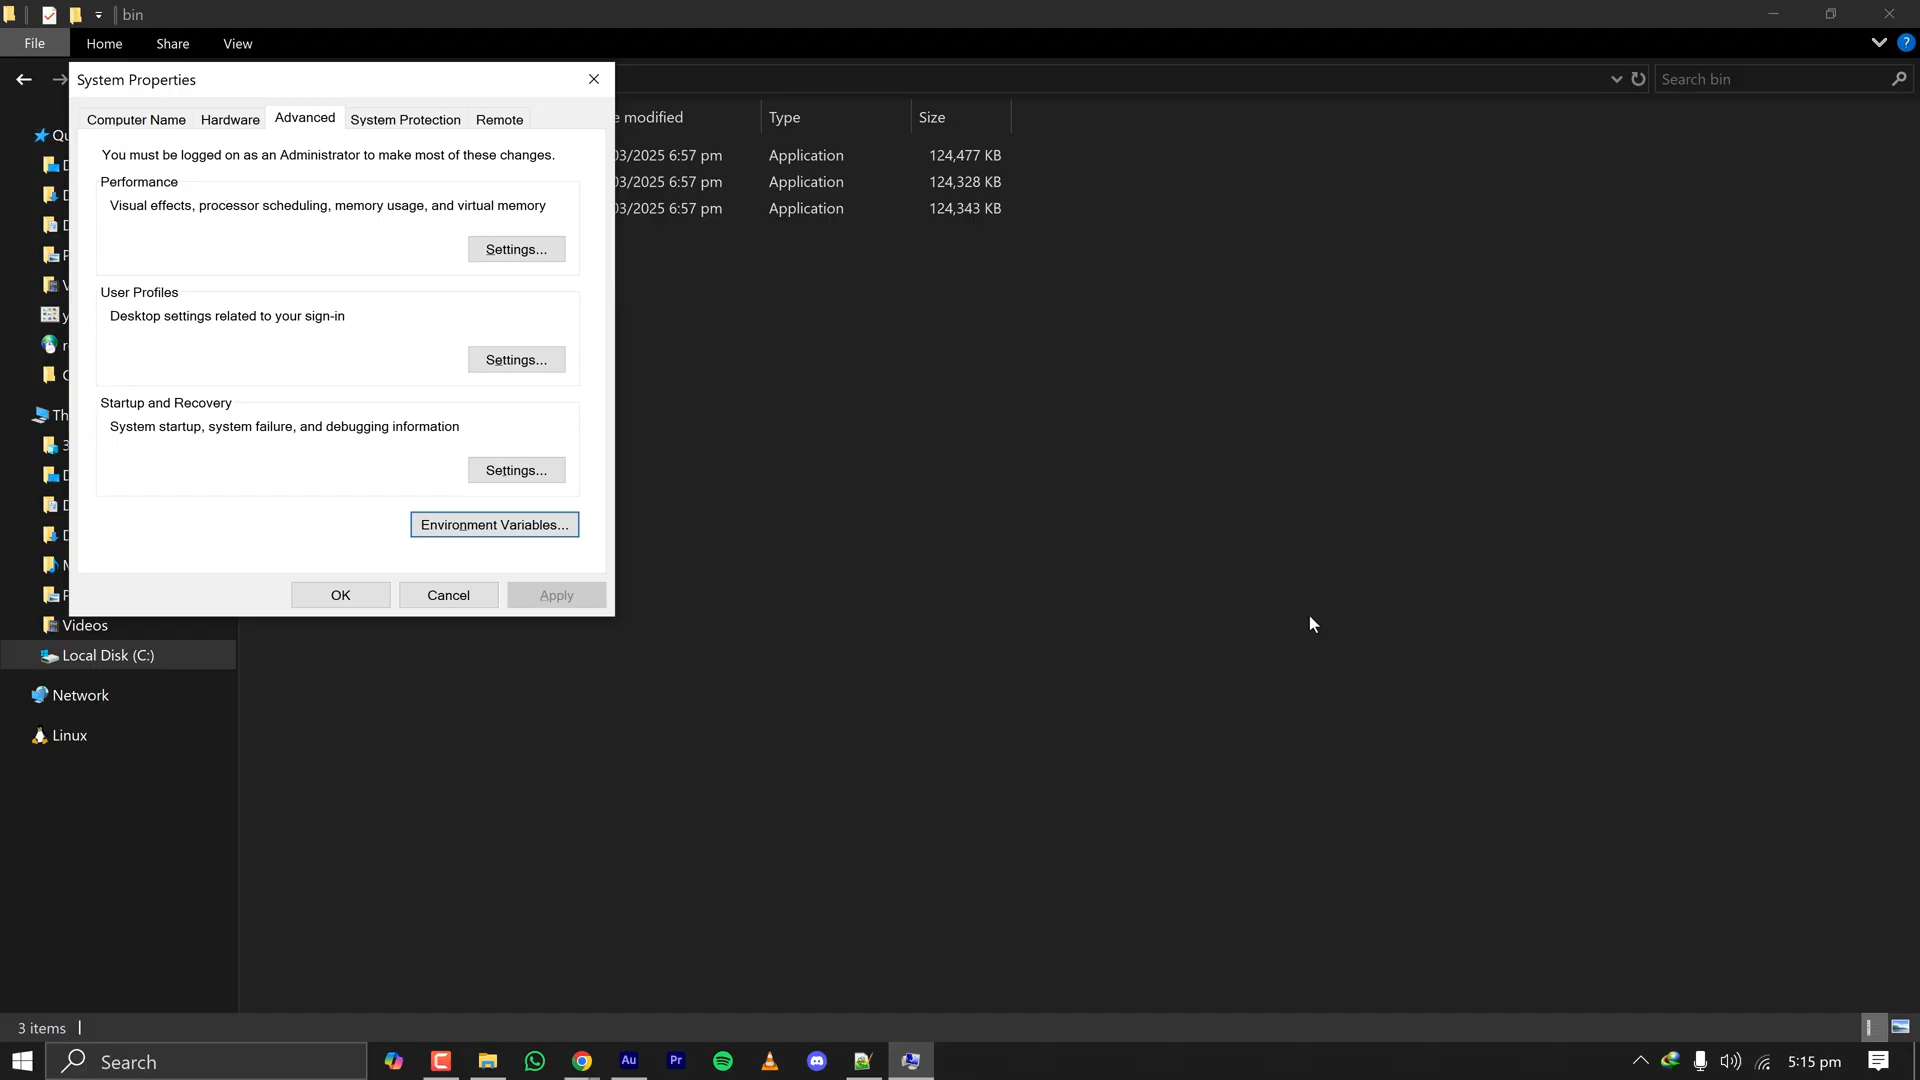 bin
File
Home
Share
View
System Properties
Search bin
Computer Name
Hardware
Advanced
System Protection
Remote
modified
Type
Size
You must be logged on as an Administrator to make most of these changes.
03/2025 6:57 pm
Application
124,477 KB
Performance
03/2025 6:57 pm
Application
124,328 KB
Visual effects, processor scheduling, memory usage, and virtual memory
03/2025 6:57 pm
Application
124,343 KB
Settings...
User Profiles
Desktop settings related to your sign-in
Settings...
Startup and Recovery
System startup, system failure, and debugging information
Settings...
Environment Variables...
OK
Cancel
Apply
Videos
Local Disk (C:)
Network
Linux
3 items
Search
Au
Pr
5:15 pm